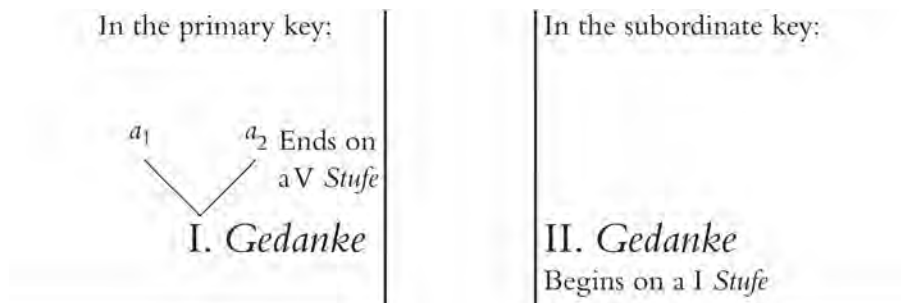 In the primary key:
In the subordinate key:
a1
a2 Ends on
a V Stufe
I. Gedanke
II. Gedanke
Begins on a I Stufe